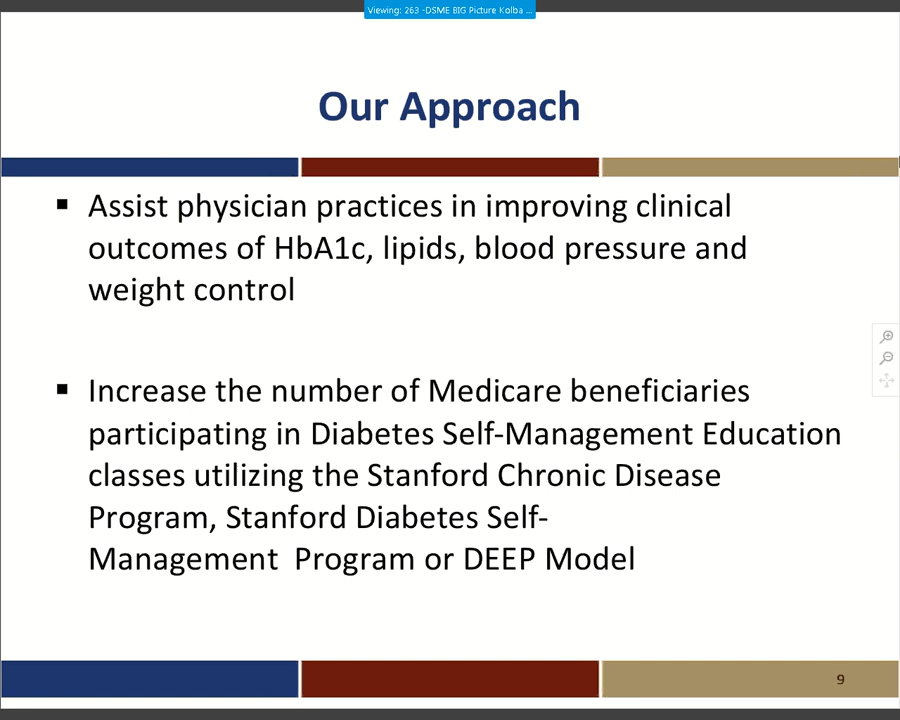 Viewing: 263 -DSME BIG Picture Kolba ...
Our Approach
▪ Assist physician practices in improving clinical
outcomes of HbA1c, lipids, blood pressure and
weight control
▪ Increase the number of Medicare beneficiaries
participating in Diabetes Self-Management Education
classes utilizing the Stanford Chronic Disease
Program, Stanford Diabetes Self-
Management  Program or DEEP Model
9